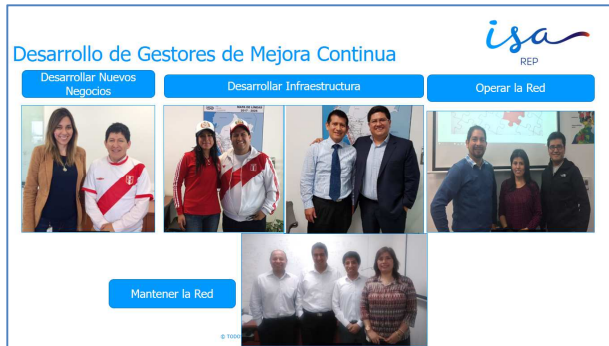 isa
REP
Desarrollo de Gestores de Mejora Continua
Desarrollar Nuevos
Negocios
Desarrollar Infraestructura
Operar la Red
Mantener la Red
© TODO